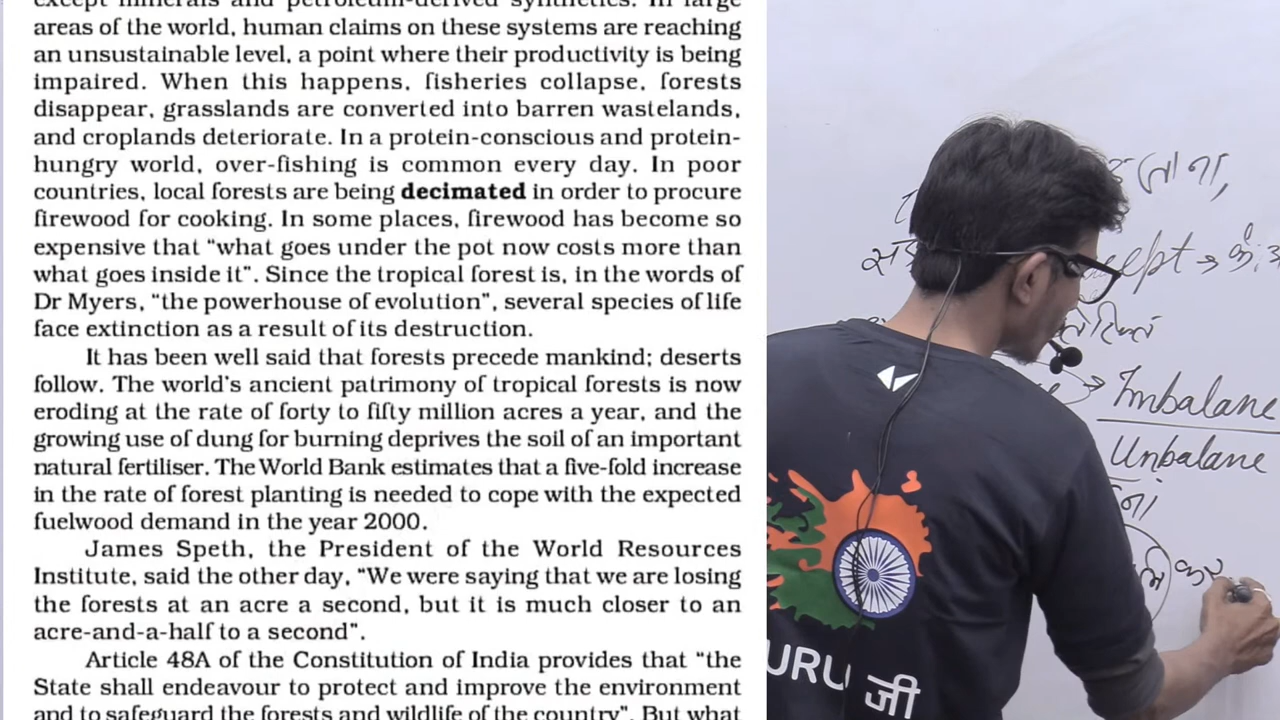 except minerals and petroleum-derived synthetics. In large
areas of the world, human claims on these systems are reaching
an unsustainable level, a point where their productivity is being
impaired. When this happens, fisheries collapse, forests
disappear, grasslands are converted into barren wastelands,
and croplands deteriorate. In a protein-conscious and protein-
hungry world, over-fishing is common every day. In poor
countries, local forests are being decimated in order to procure
firewood for cooking. In some places, firewood has become so
expensive that “what goes under the pot now costs more than
what goes inside it”. Since the tropical forest is, in the words of
Dr Myers, “the powerhouse of evolution”, several species of life
face extinction as a result of its destruction.
It has been well said that forests precede mankind; deserts
follow. The world's ancient patrimony of tropical forests is now
eroding at the rate of forty to fifty million acres a year, and the
growing use of dung for burning deprives the soil of an important
natural fertiliser. The World Bank estimates that a five-fold increase
in the rate of forest planting is needed to cope with the expected
fuelwood demand in the year 2000.
James Speth, the President of the World Resources
Institute, said the other day, “We were saying that we are losing
the forests at an acre a second, but it is much closer to an
acre-and-a-half to a second”.
Article 48A of the Constitution of India provides that “the
State shall endeavour to protect and improve the environment
and to safeguard the forests and wildlife of the country”. But what
Imbalane
Unbalane
URU जी